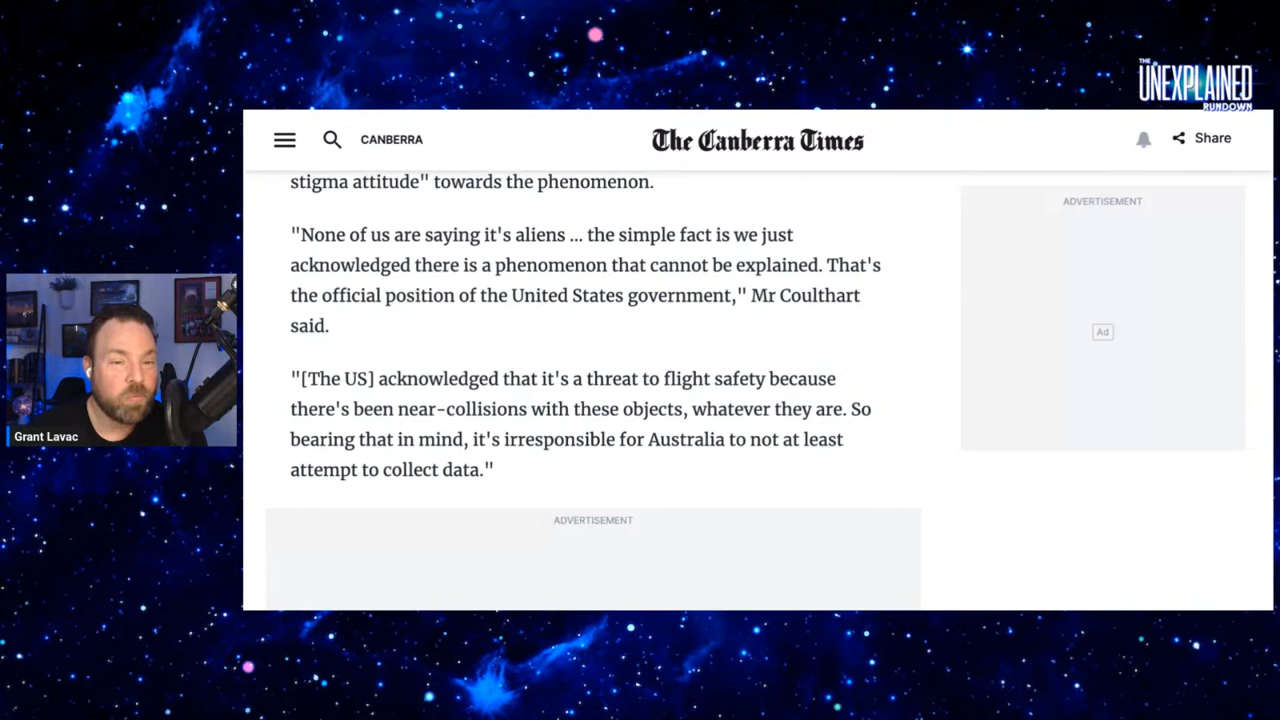 THE
UNEXPLAINED
RUNDOWN
CANBERRA
The Canberra Times
Share
stigma attitude" towards the phenomenon.
"None of us are saying it's aliens ... the simple fact is we just
acknowledged there is a phenomenon that cannot be explained. That's
the official position of the United States government," Mr Coulthart
said.
"[The US] acknowledged that it's a threat to flight safety because
there's been near-collisions with these objects, whatever they are. So
bearing that in mind, it's irresponsible for Australia to not at least
attempt to collect data."
ADVERTISEMENT
ADVERTISEMENT
Ad
Grant Lavac